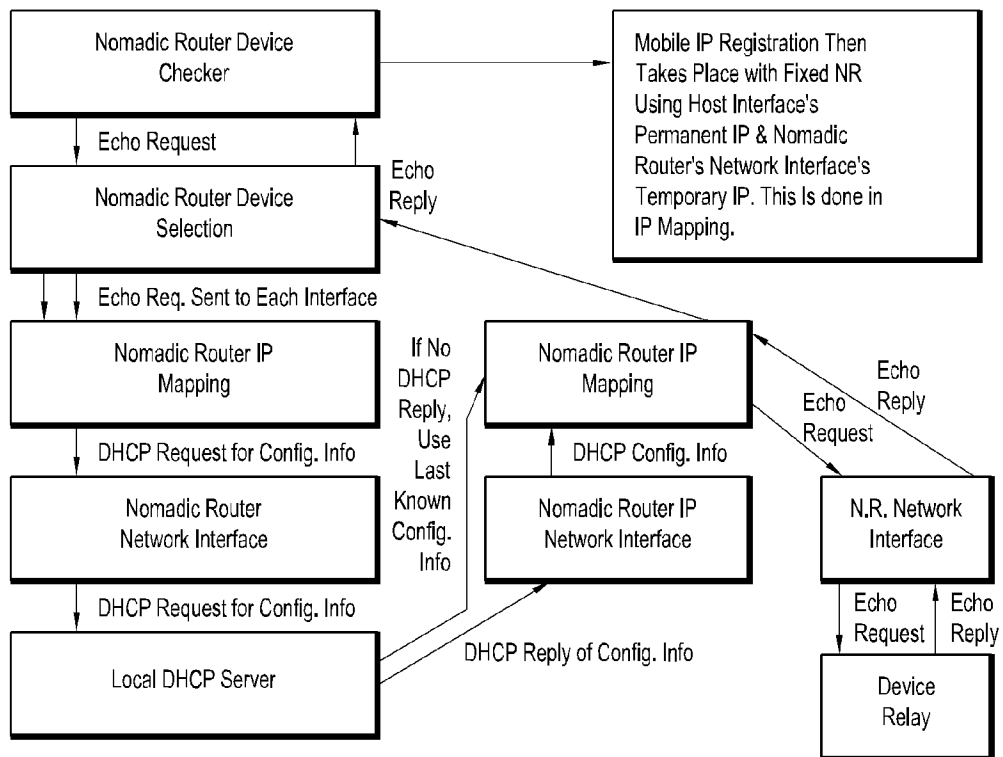 Nomadic Router Device
Checker
Mobile IP Registration Then
Takes Place with Fixed NR
Using Host Interface's
Permanent IP & Nomadic
Router's Network Interface's
Temporary IP. This Is done in
IP Mapping.
Echo Request
Echo
Reply
Nomadic Router Device
Selection
Echo Req. Sent to Each Interface
Nomadic Router IP
Mapping
If No
DHCP
Reply,
Use
Last
Known
Config.
Info
Nomadic Router IP
Mapping
Echo
Request
Echo
Reply
DHCP Request for Config. Info
DHCP Config. Info
Nomadic Router
Network Interface
Nomadic Router IP
Network Interface
N.R. Network
Interface
DHCP Request for Config. Info
DHCP Reply of Config. Info
Echo
Request
Echo
Reply
Local DHCP Server
Device
Relay